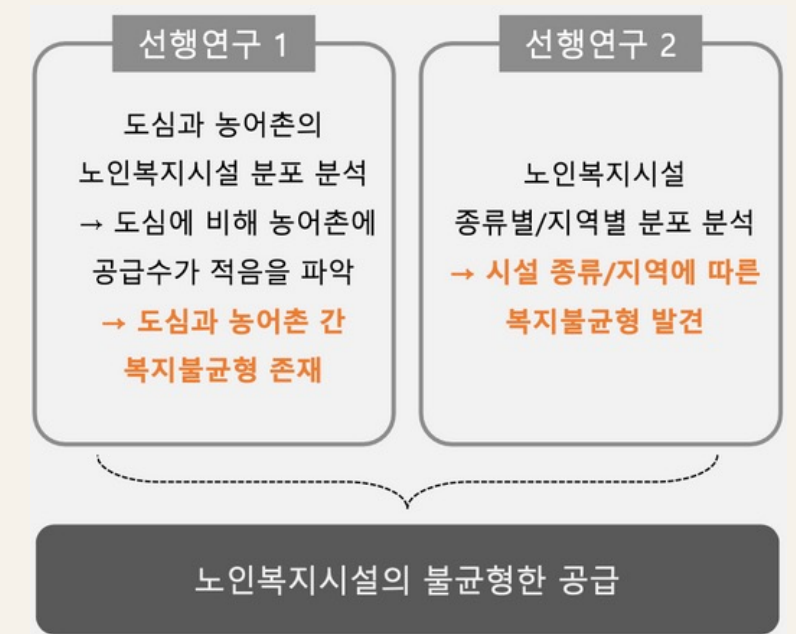 선행연구 1
도심과 농어촌의
노인복지시설 분포 분석
→ 도심에 비해 농어촌에
공급수가 적음을 파악
→ 도심과 농어촌 간
복지불균형 존재
선행연구 2
노인복지시설
종류별/지역별 분포 분석
→ 시설 종류/지역에 따른
복지불균형 발견
노인복지시설의 불균형한 공급